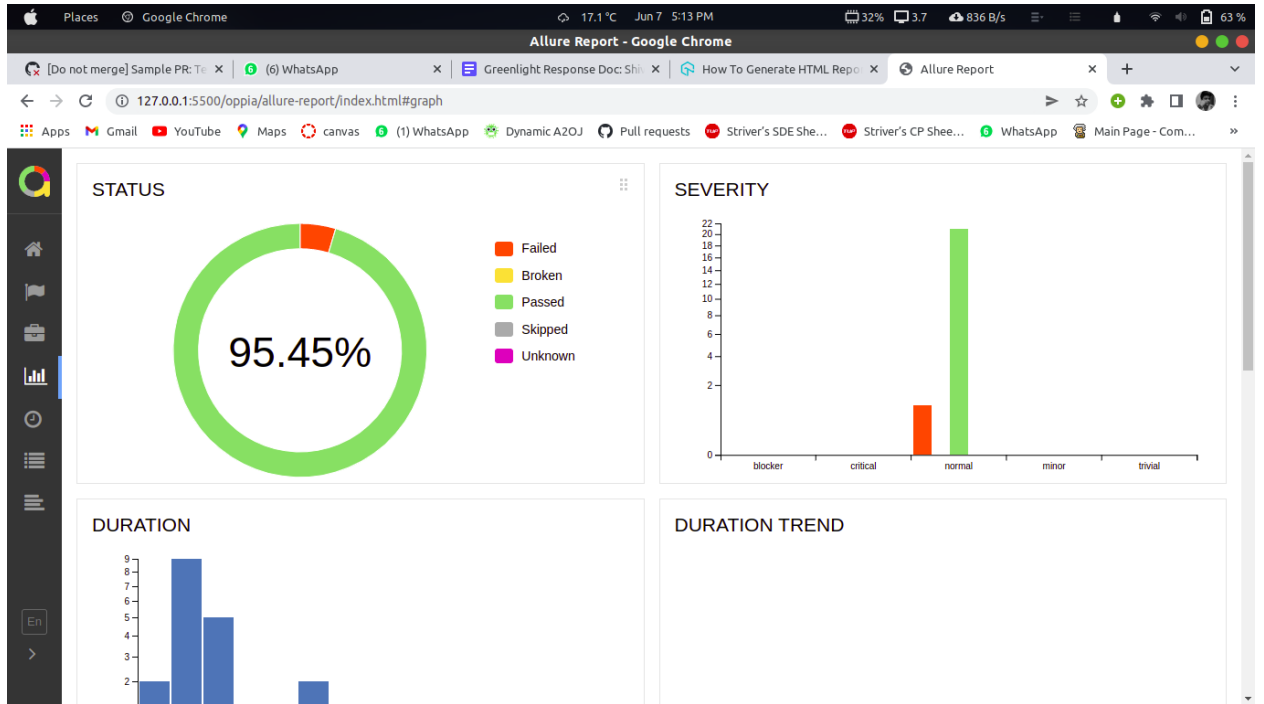 Places Google Chrome 17.1 °C Jun 7 5:13 PM 32% 3.7 836 B/s 63 %
Allure Report - Google Chrome
[Do not merge] Sample PR: Te (6) WhatsApp Greenlight Response Doc: Shiv How To Generate HTML Repo Allure Report
127.0.0.1:5500/oppia/allure-report/index.html#graph
Apps Gmail YouTube Maps canvas (1) WhatsApp Dynamic A2OJ Pull requests Striver's SDE She... Striver's CP Shee... WhatsApp Main Page - Com... »
STATUS
95.45%
Failed
Broken
Passed
Skipped
Unknown
SEVERITY
22
20
18
16
14
12
10
8
6
4
2
0
blocker critical normal minor trivial
DURATION
9
8
7
6
5
4
3
2
DURATION TREND
En